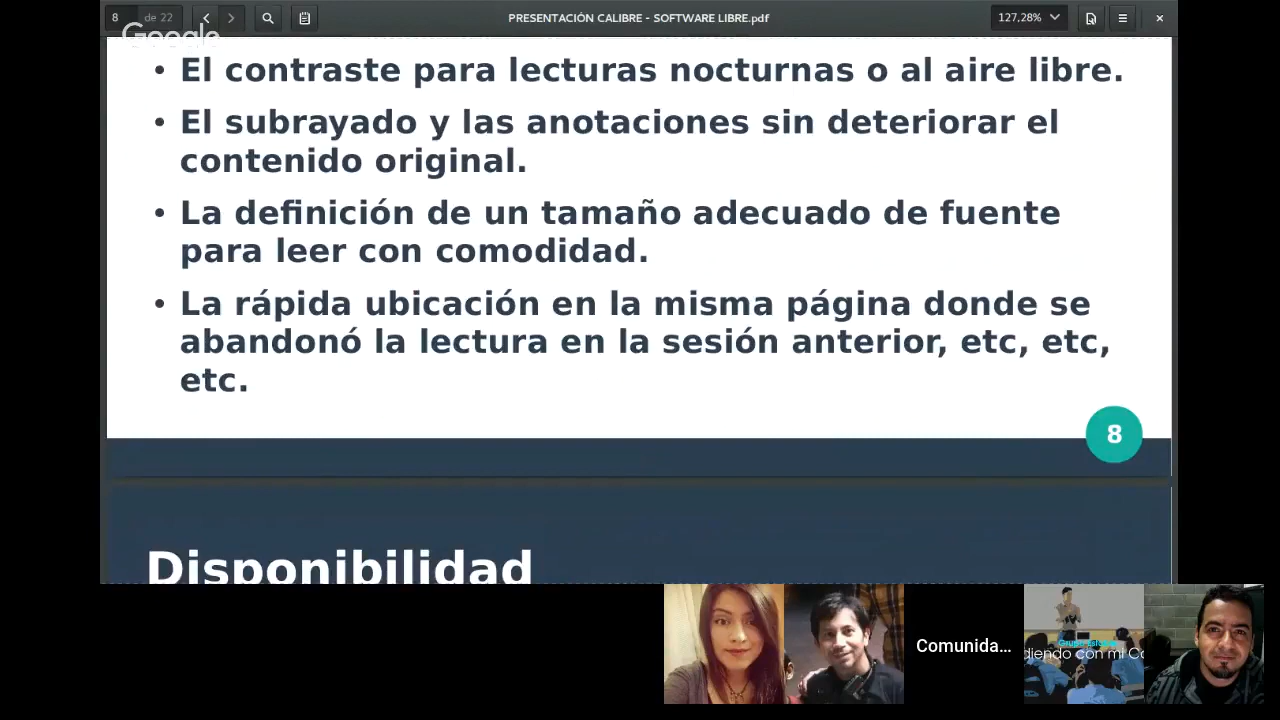 8 de 22
PRESENTACIÓN CALIBRE - SOFTWARE LIBRE.pdf
127,28%
Google
• El contraste para lecturas nocturnas o al aire libre.
• El subrayado y las anotaciones sin deteriorar el
contenido original.
• La definición de un tamaño adecuado de fuente
para leer con comodidad.
• La rápida ubicación en la misma página donde se
abandonó la lectura en la sesión anterior, etc, etc,
etc.
8
Disponibilidad
Comunida...
diendo con mi Co